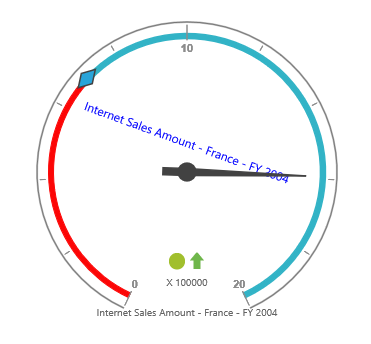 10
Internet Sales Amount - France - FY 2004
0
20
X 100000
Internet Sales Amount - France - FY 2004